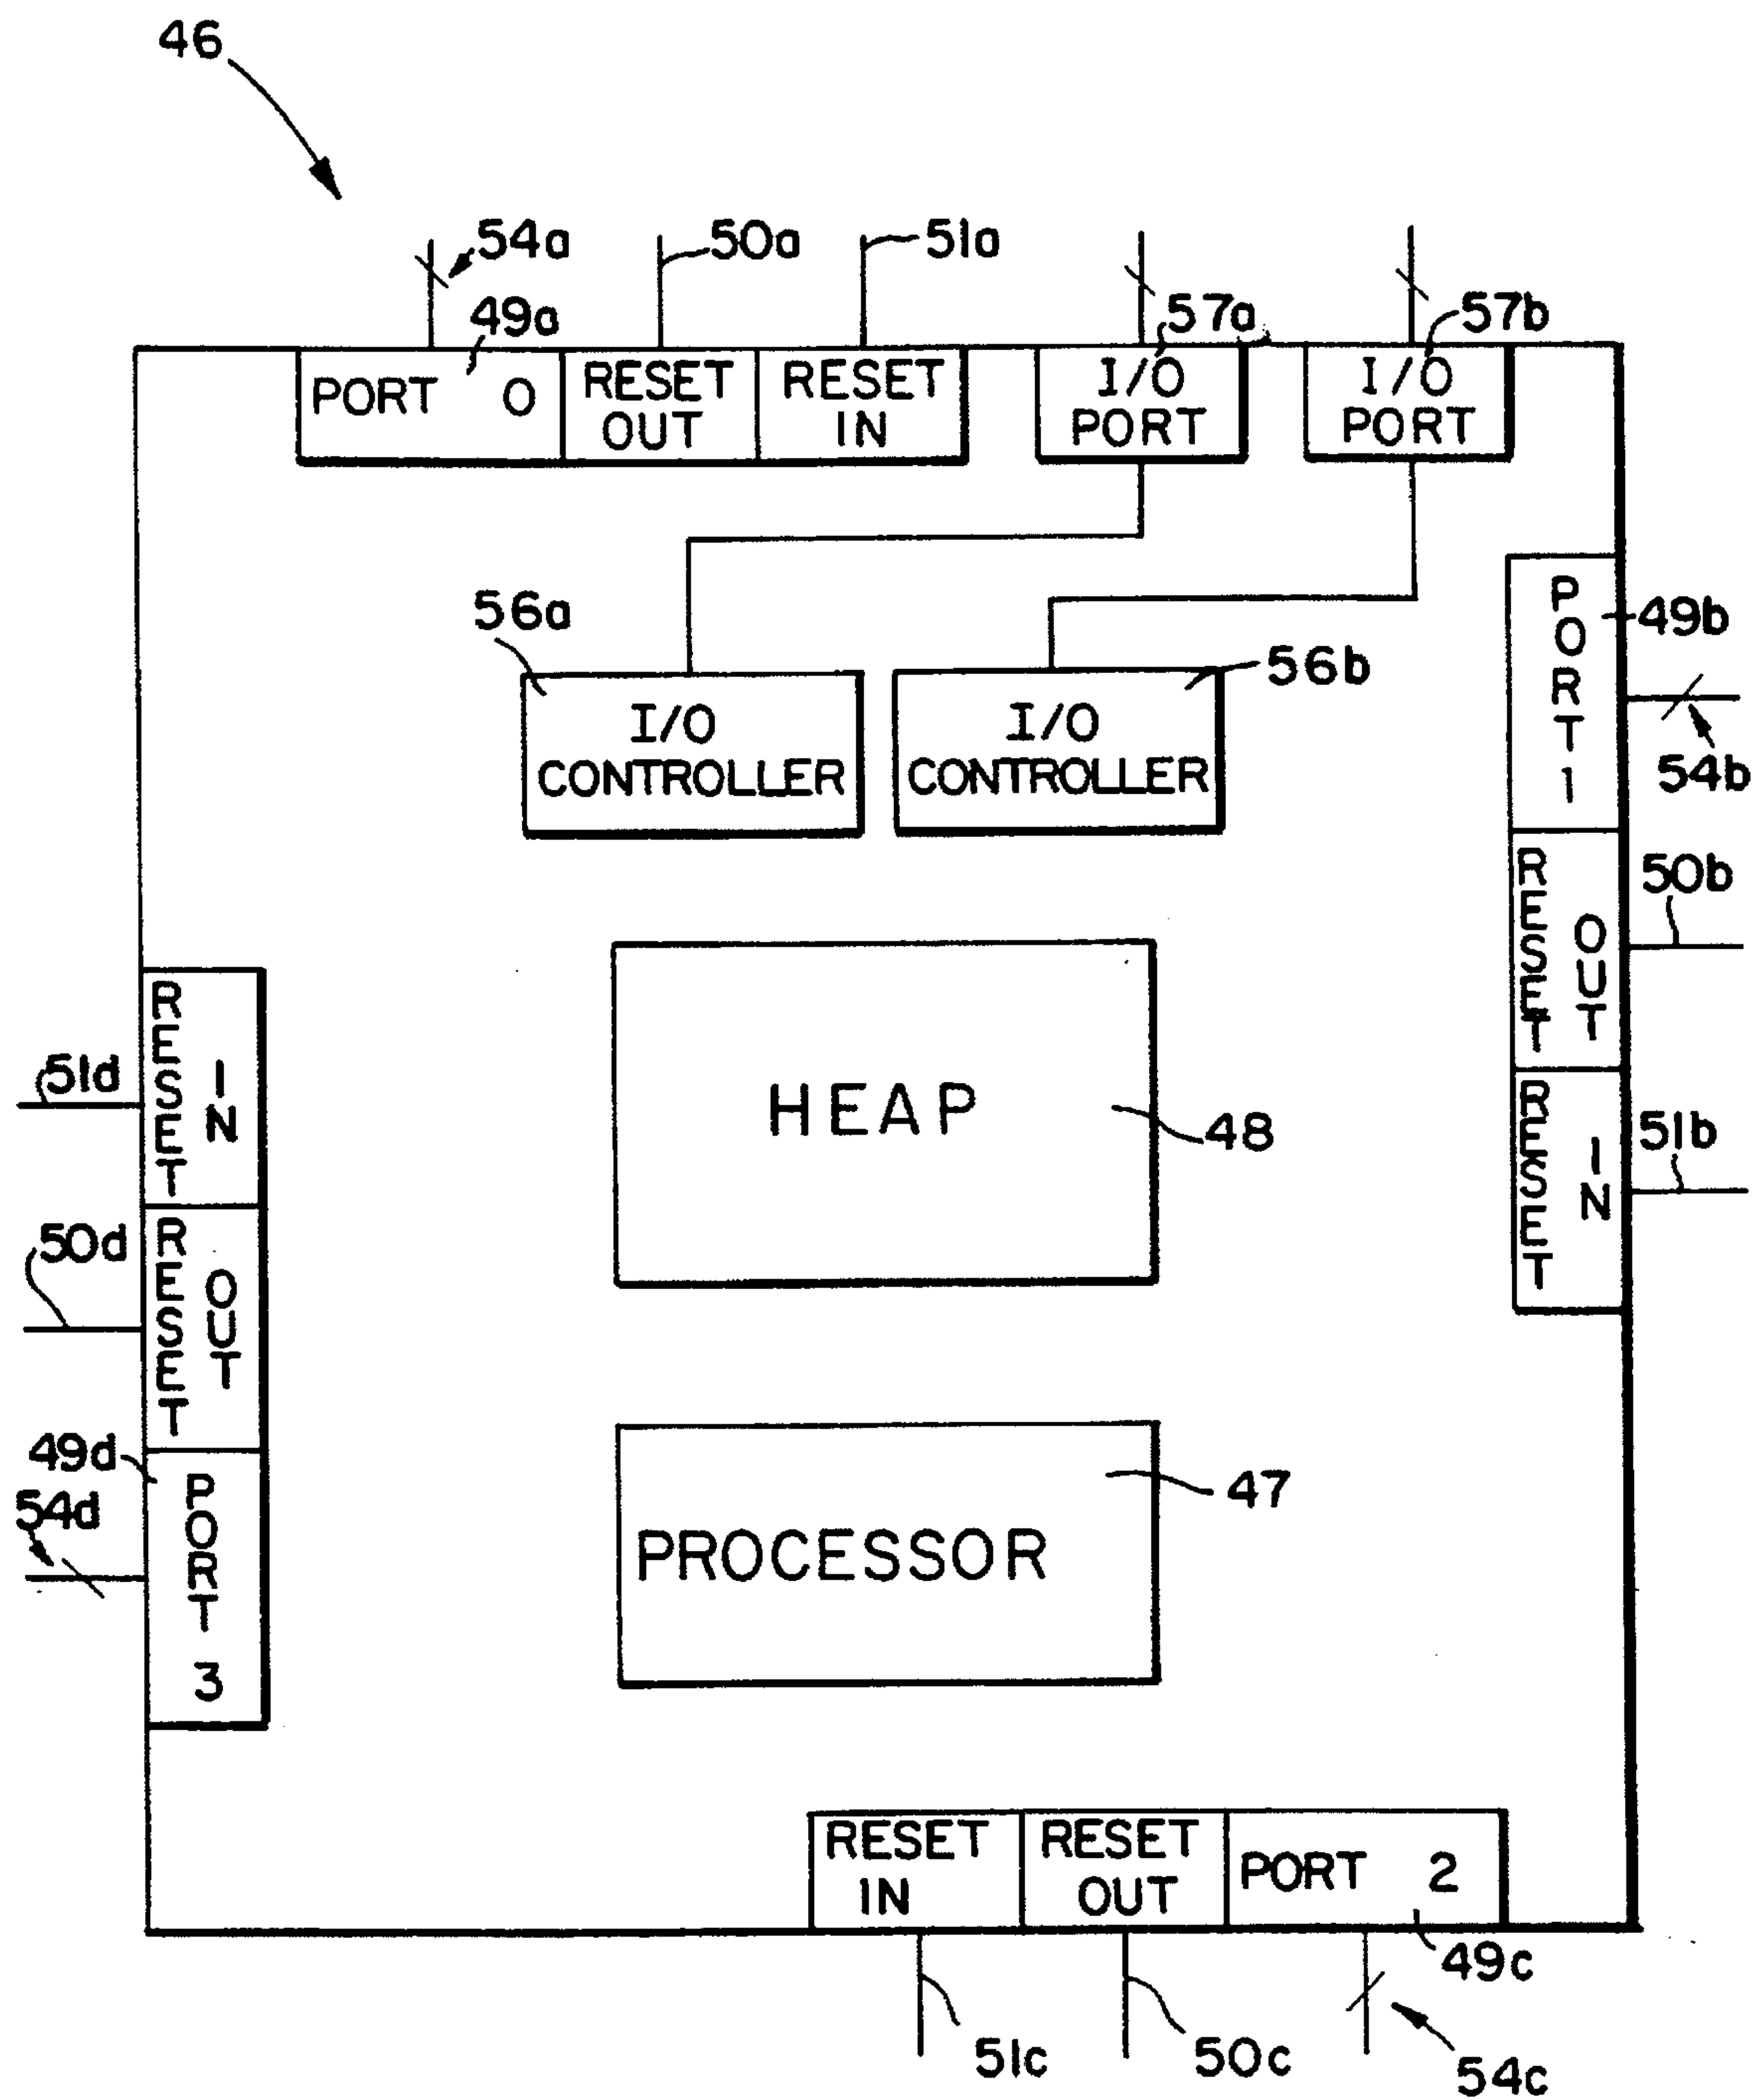 46
54a
50a
51a
49a
57a
57b
PORT 0
RESET
OUT
RESET
IN
I/O
PORT
I/O
PORT
56a
56b
I/O
CONTROLLER
I/O
CONTROLLER
PORT 1
49b
54b
RESET
OUT
50b
RESET
IN
51b
HEAP
48
RESET
IN
51d
RESET
OUT
50d
49d
54d
PORT 3
PROCESSOR
47
RESET
IN
RESET
OUT
PORT 2
49c
51c
50c
54c